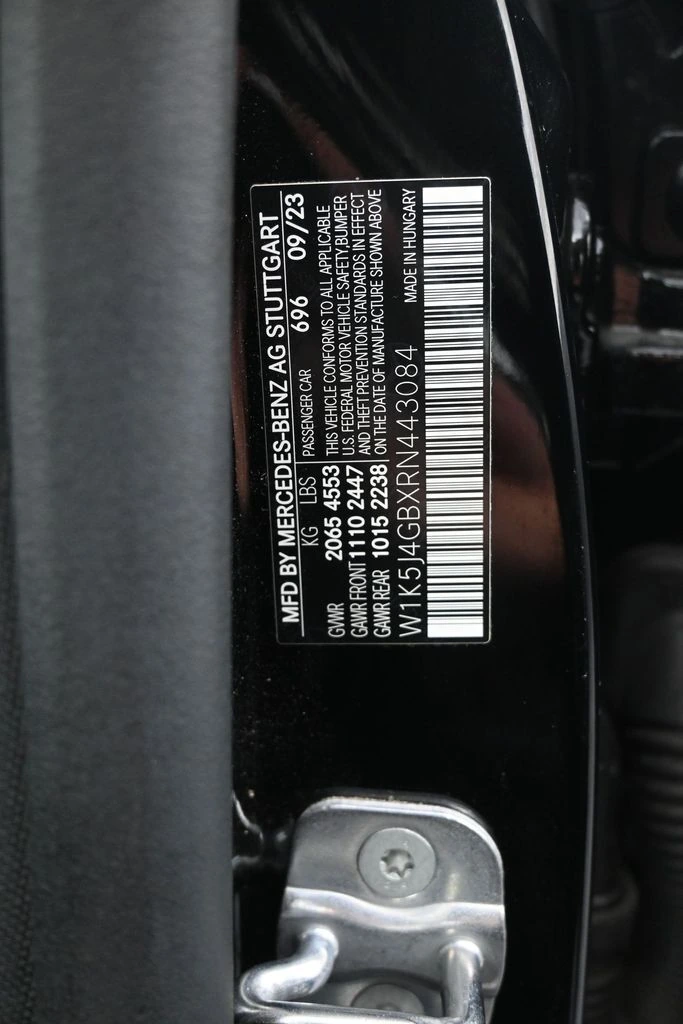 MFD BY MERCEDES-BENZ AG STUTTGART
KG LBS PASSENGER CAR 696 09/23
GVWR 2065 4553
GAWR FRONT 1110 2447
GAWR REAR 1015 2238
THIS VEHICLE CONFORMS TO ALL APPLICABLE
U.S. FEDERAL MOTOR VEHICLE SAFETY, BUMPER
AND THEFT PREVENTION STANDARDS IN EFFECT
ON THE DATE OF MANUFACTURE SHOWN ABOVE
W1K5J4GBXRN443084 MADE IN HUNGARY